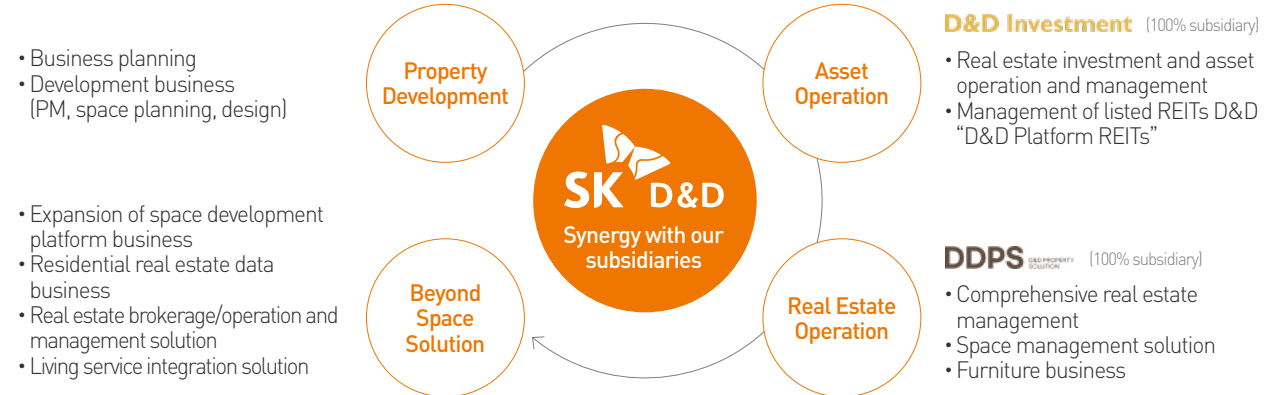 • Business planning
• Development business
(PM, space planning, design)
Property
Development
Asset
Operation
D&D Investment (100% subsidiary)
• Real estate investment and asset
operation and management
• Management of listed REITs D&D
“D&D Platform REITs”
SK D&D
Synergy with our
subsidiaries
• Expansion of space development
platform business
• Residential real estate data
business
• Real estate brokerage/operation and
management solution
• Living service integration solution
Beyond
Space
Solution
Real Estate
Operation
DDPS D&D PROPERTY
SOLUTION (100% subsidiary)
• Comprehensive real estate
management
• Space management solution
• Furniture business